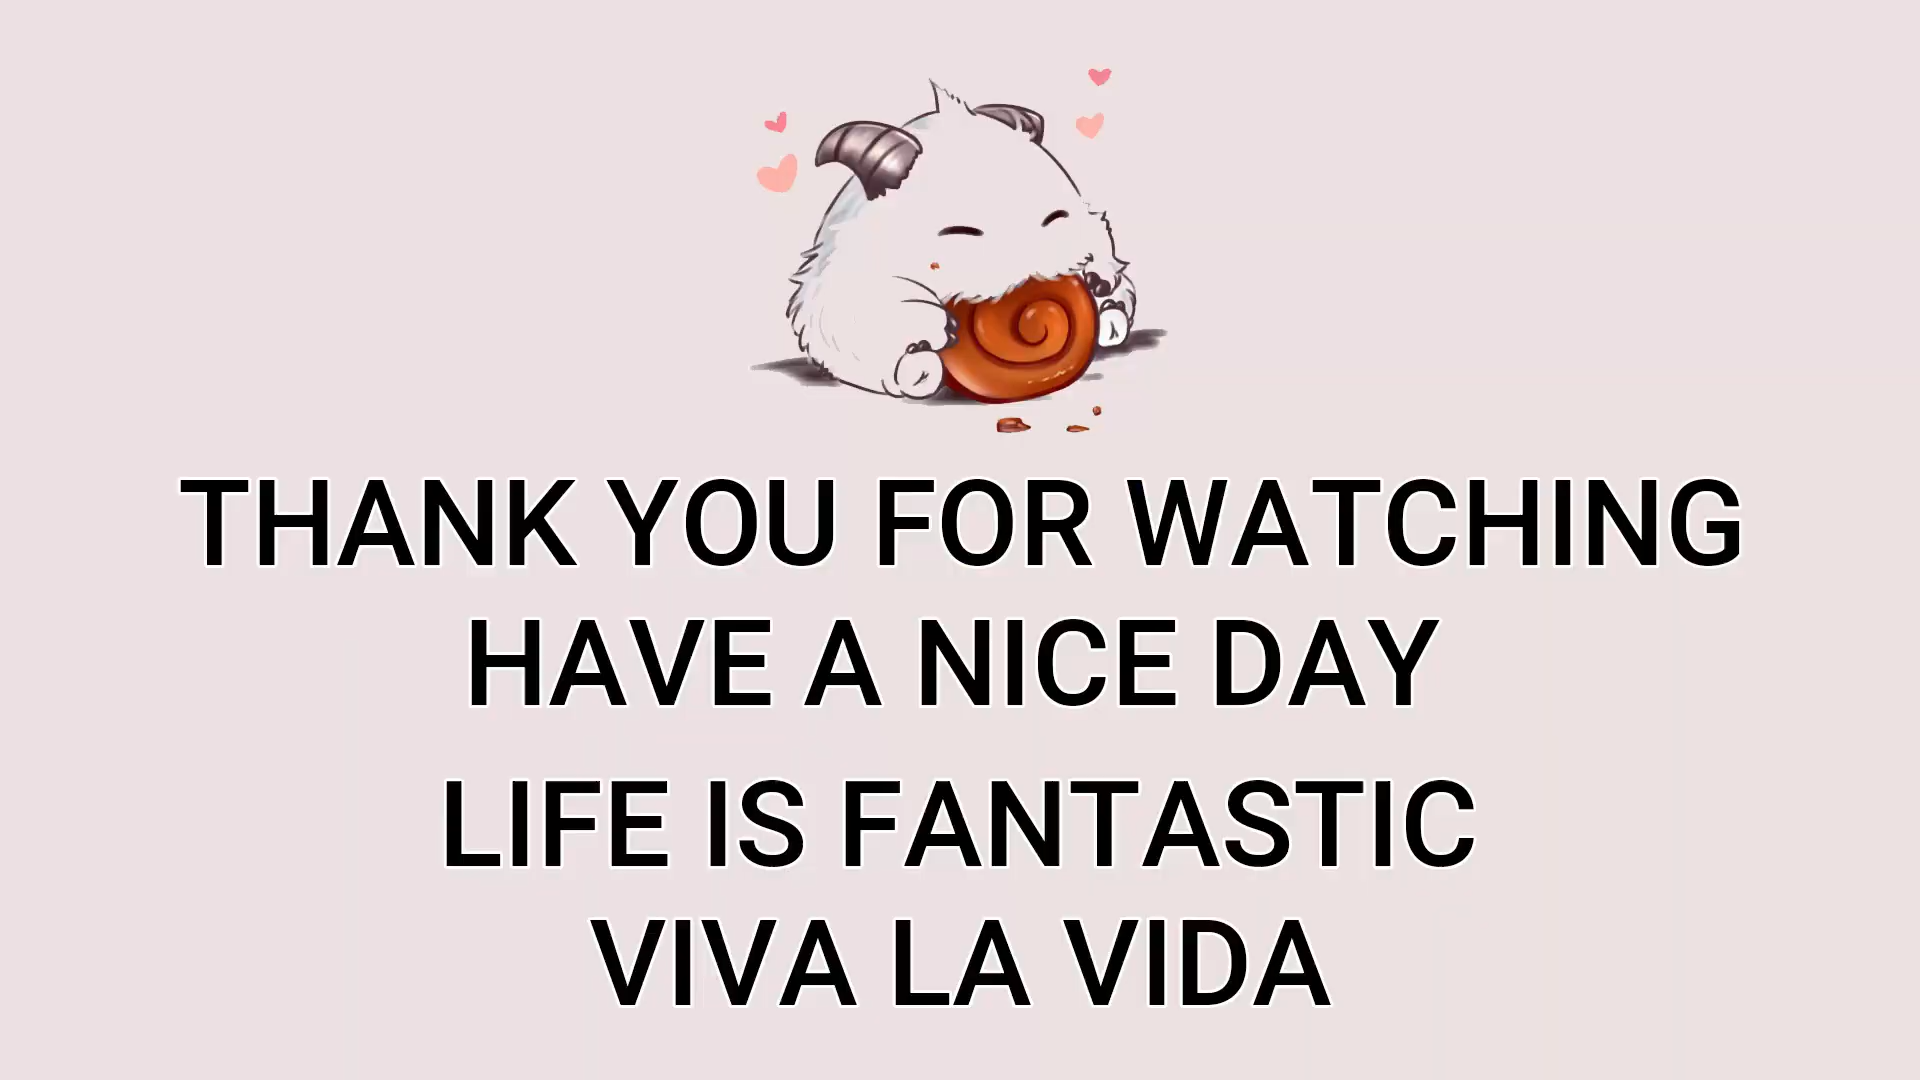 THANK YOU FOR WATCHING
HAVE A NICE DAY
LIFE IS FANTASTIC
VIVA LA VIDA